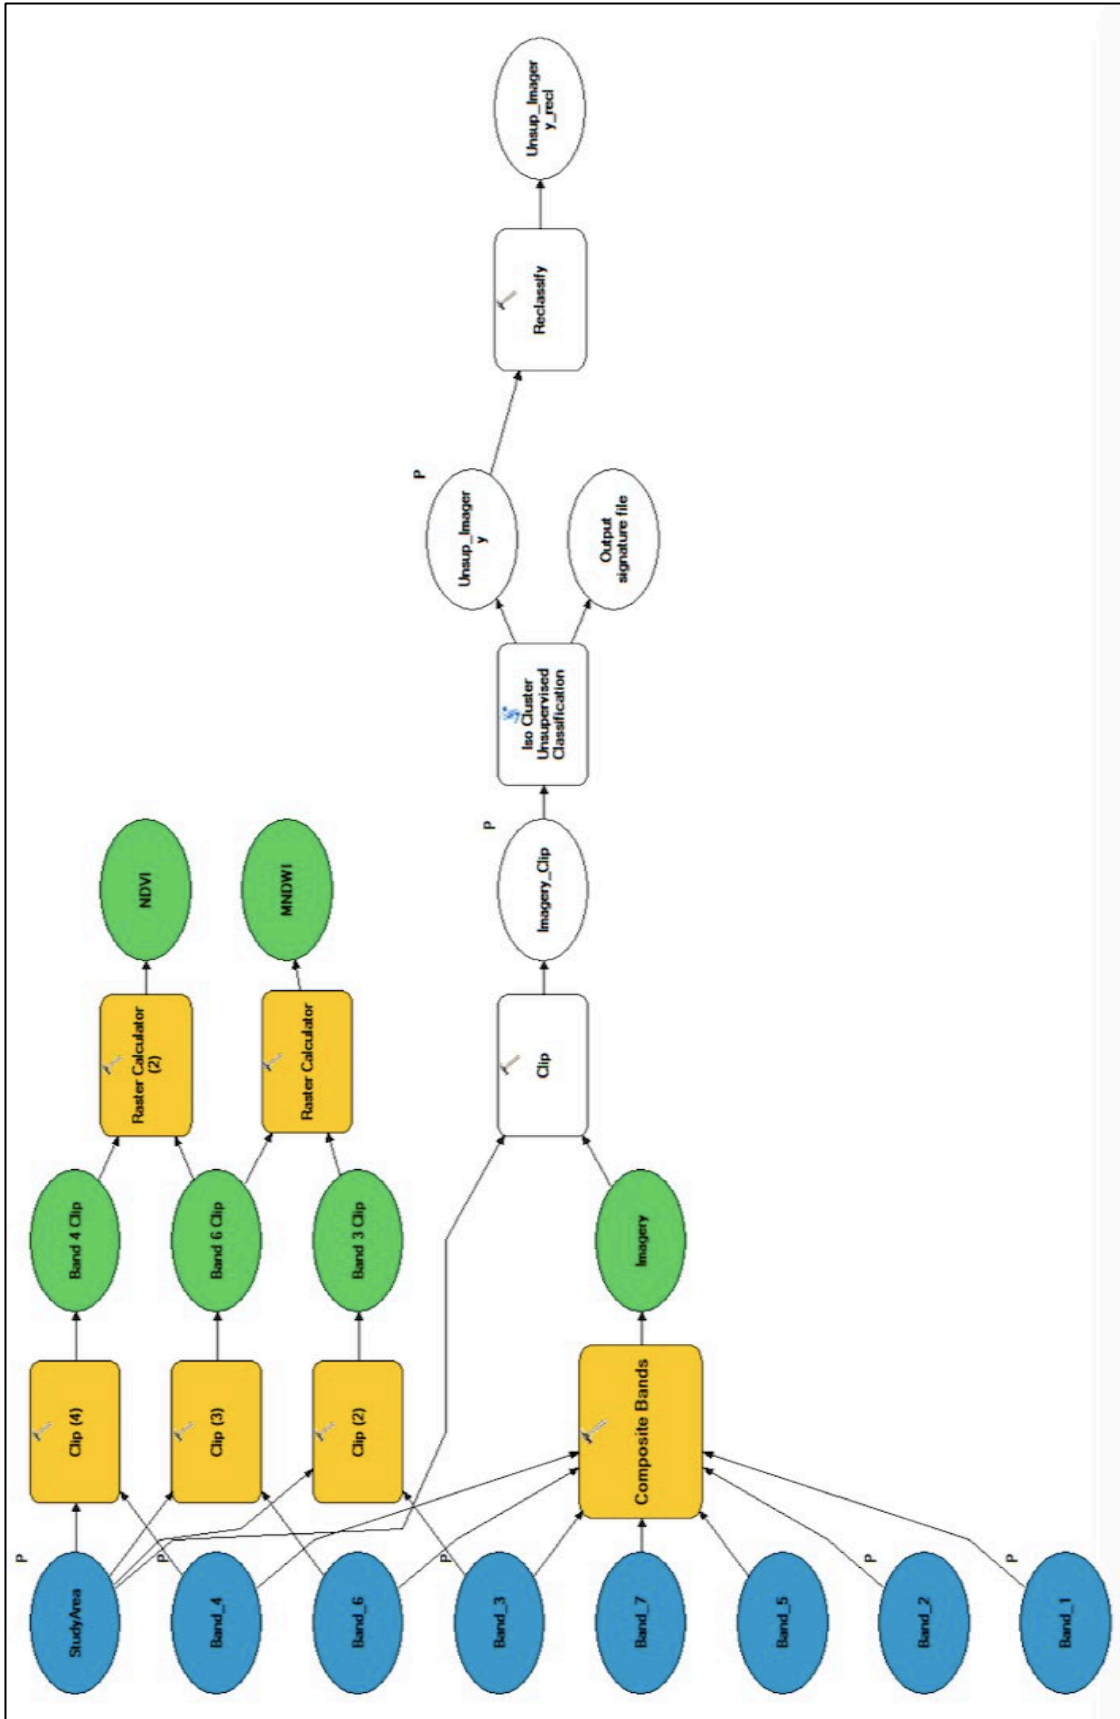 StudyArea
P
Band_4
P
Band_6
Band_3
P
Band_7
Band_5
Band_2
P
Band_1
P
Clip (4)
Clip (3)
Clip (2)
Composite Bands
Band 4 Clip
Band 6 Clip
Band 3 Clip
Imagery
Raster Calculator
(2)
Raster Calculator
Clip
NDVI
MNDWI
Imagery_Clip
P
Iso Cluster
Unsupervised
Classification
Unsup_Imager
y
P
Output
signature file
Reclassify
Unsup_Imager
y_recl